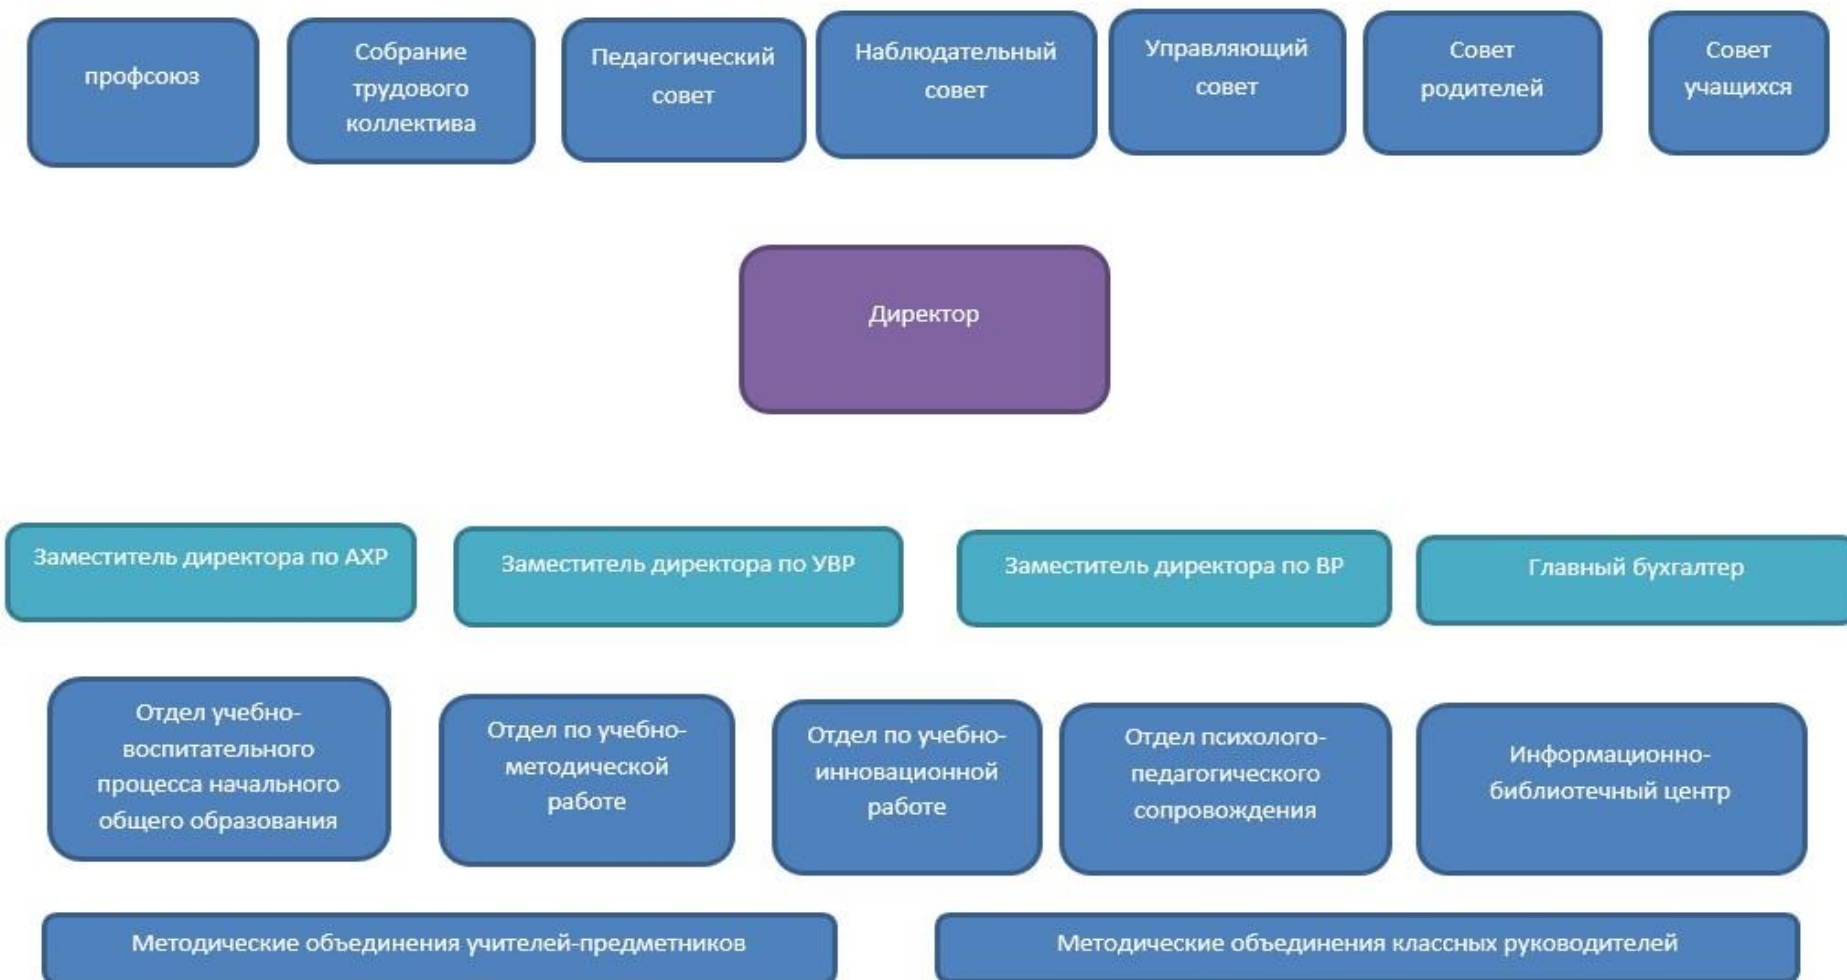 профсоюз
Собрание
трудового
коллектива
Педагогический
совет
Наблюдательный
совет
Управляющий
совет
Совет
родителей
Совет
учащихся
Директор
Заместитель директора по АХР
Заместитель директора по УВР
Заместитель директора по ВР
Главный бухгалтер
Отдел учебно-
воспитательного
процесса начального
общего образования
Отдел по учебно-
методической
работе
Отдел по учебно-
инновационной
работе
Отдел психолого-
педагогического
сопровождения
Информационно-
библиотечный центр
Методические объединения учителей-предметников
Методические объединения классных руководителей